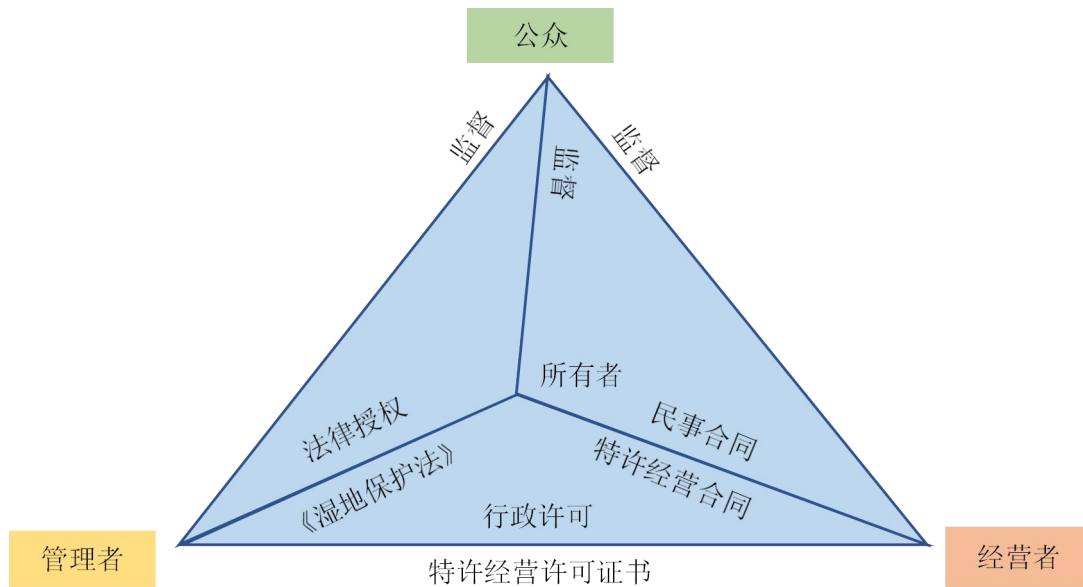 公众
监督
监督
监督
所有者
法律授权
《湿地保护法》
民事合同
特许经营合同
行政许可
管理者
经营者
特许经营许可证书